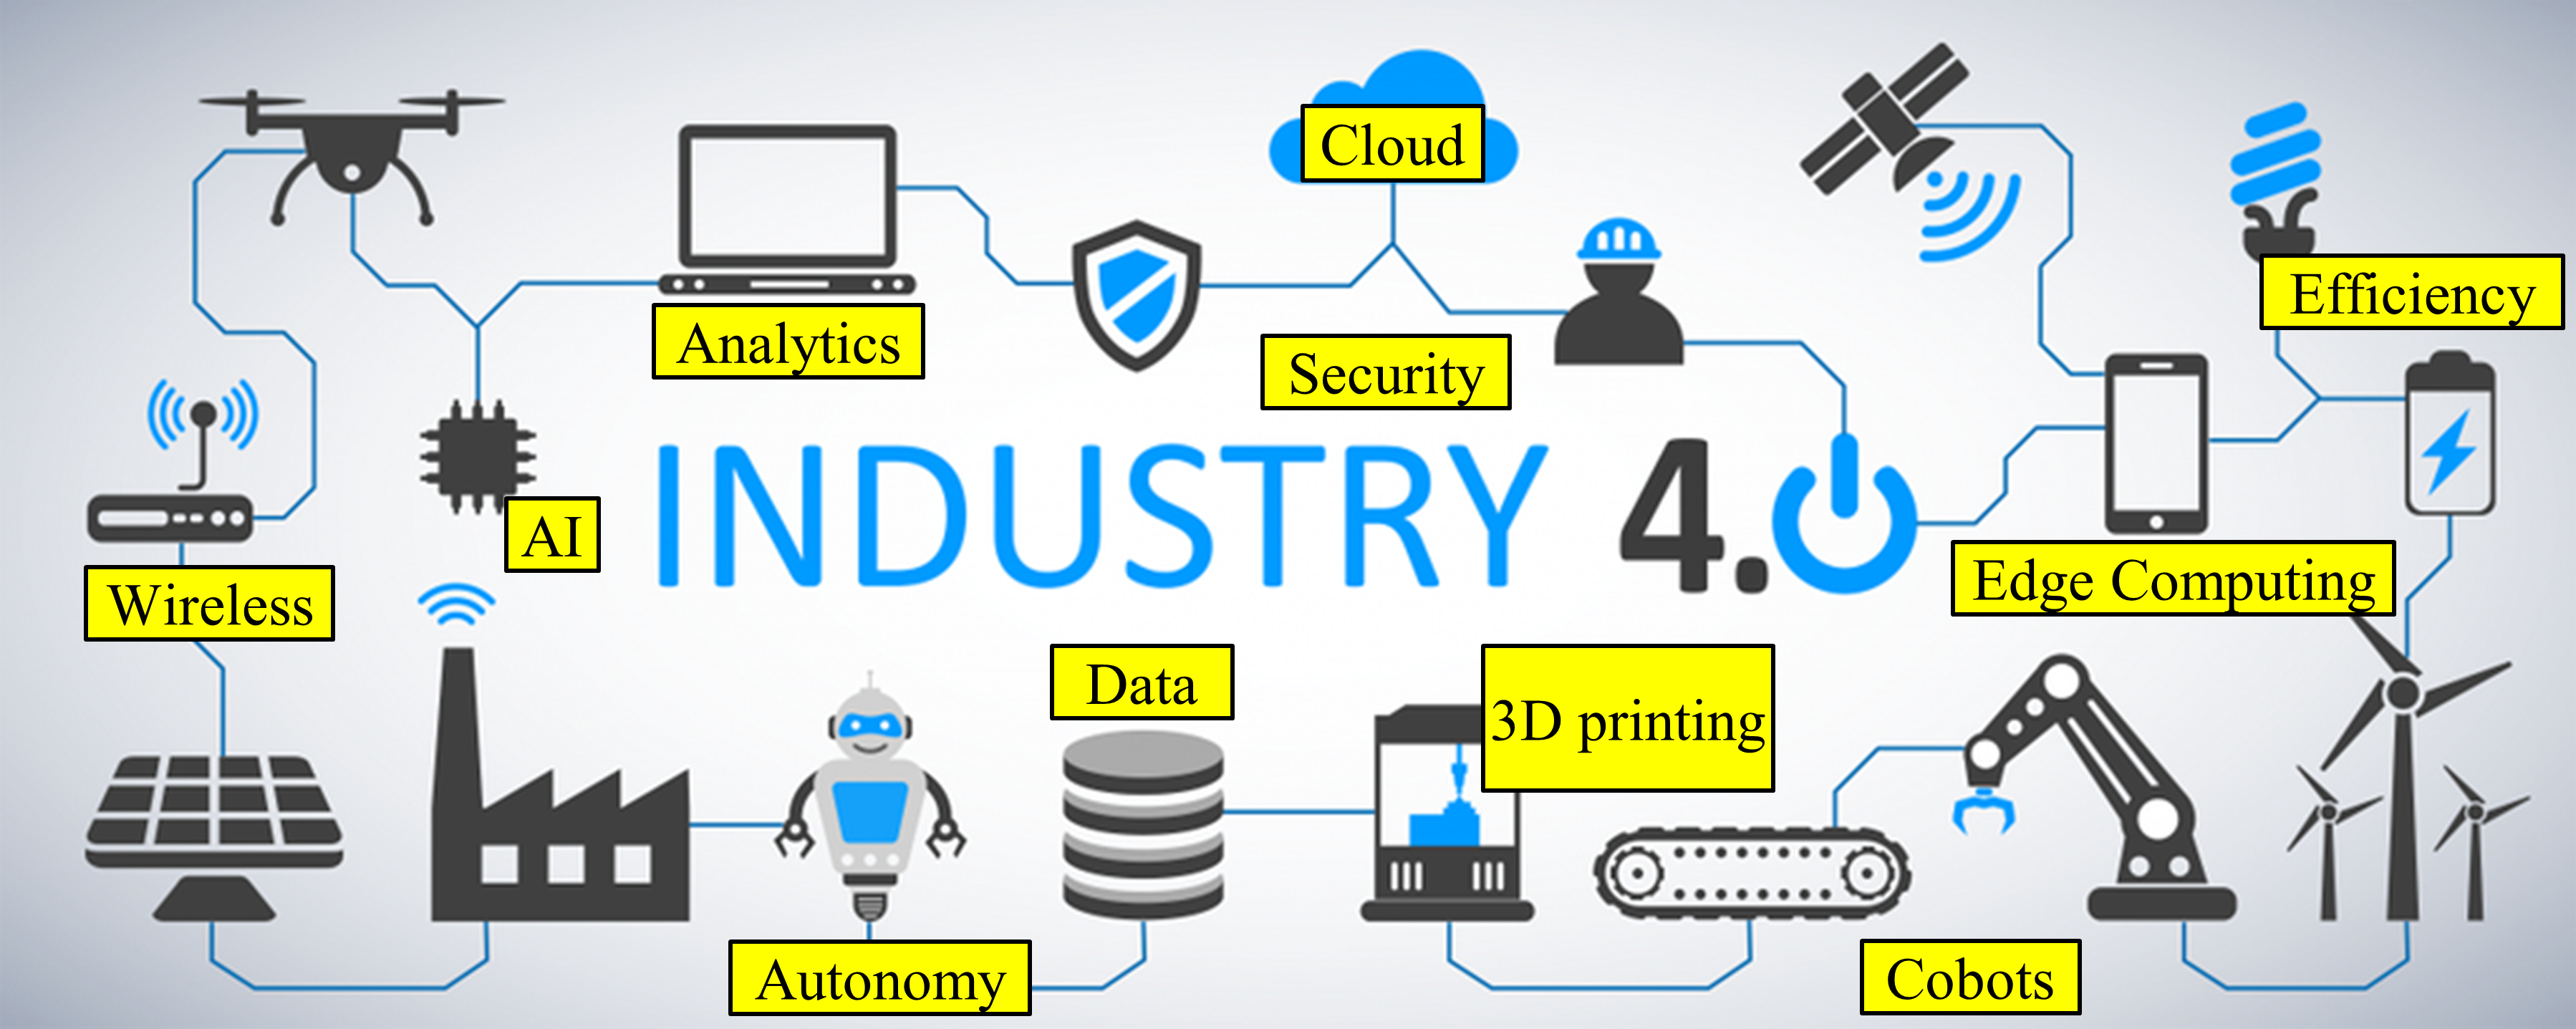 Cloud
Efficiency
Analytics
Security
INDUSTRY 4.0
AI
Edge Computing
Wireless
Data
3D printing
Autonomy
Cobots